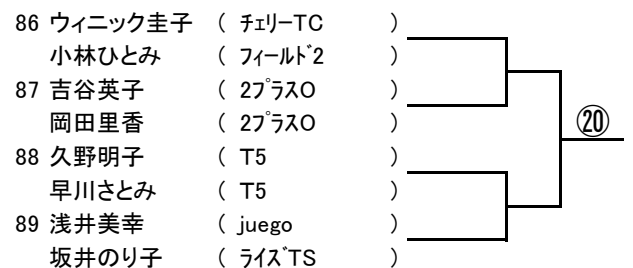 86 ウィニック圭子 ( チェリーTC )
小林ひとみ ( フィールド2 )
87 吉谷英子 ( 2プラスO )
岡田里香 ( 2プラスO )
⑳
88 久野明子 ( T5 )
早川さとみ ( T5 )
89 浅井美幸 ( juego )
坂井のり子 ( ライズTS )